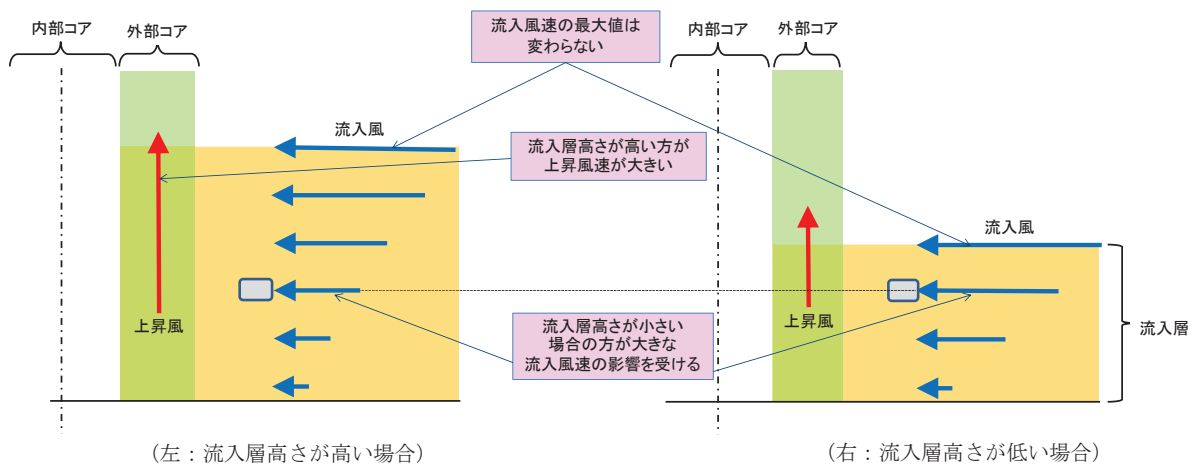 内部コア
外部コア
流入風速の最大値は
変わらない
内部コア
外部コア
流入風
流入層高さが高い方が
上昇風速が大きい
流入風
上昇風
流入層高さが小さい
場合の方が大きな
流入風速の影響を受ける
上昇風
流入層
（左：流入層高さが高い場合）
（右：流入層高さが低い場合）